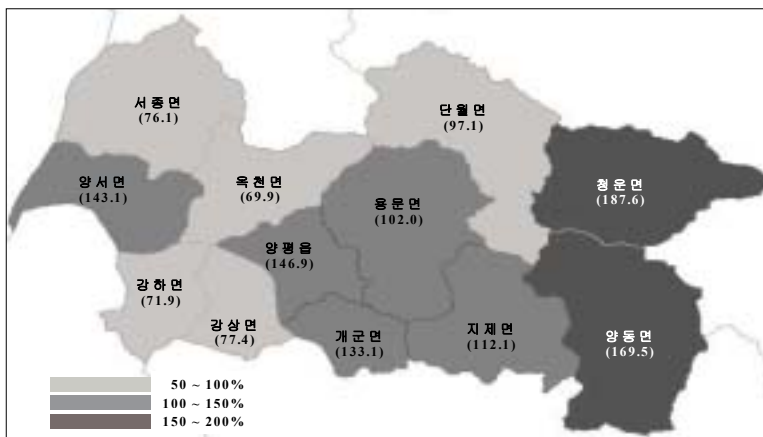 서종면
(76.1)
단월면
(97.1)
양서면
(143.1)
옥천면
(69.9)
용문면
(102.0)
청운면
(187.6)
양평읍
(146.9)
강하면
(71.9)
강상면
(77.4)
개군면
(133.1)
지제면
(112.1)
양동면
(169.5)
50 ~ 100%
100 ~ 150%
150 ~ 200%